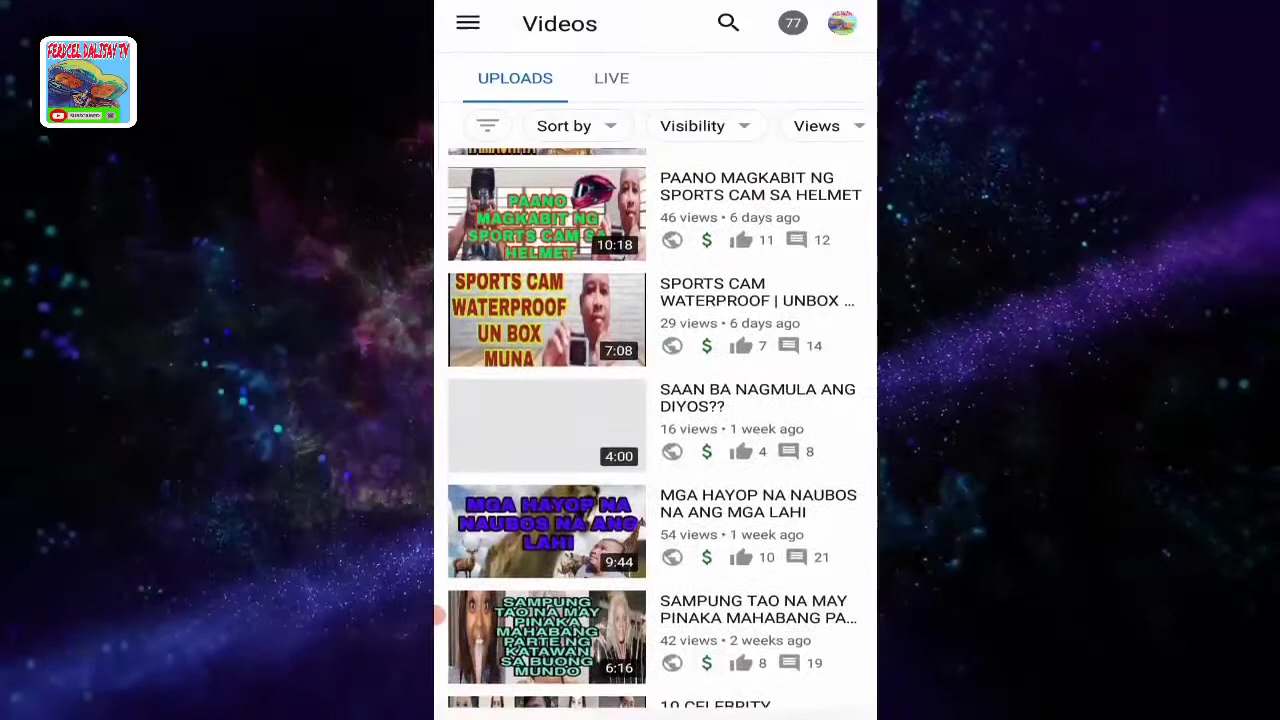 FERDCEL DALISAY TV
SUBSCRIBED
Videos
77
UPLOADS
LIVE
Sort by
Visibility
Views
PAANO
MAGKABIT NG
SPORTS CAM SA
HELMET
10:18
PAANO MAGKABIT NG
SPORTS CAM SA HELMET
46 views • 6 days ago
$ 11 12
SPORTS CAM
WATERPROOF
UN BOX
MUNA
7:08
SPORTS CAM
WATERPROOF | UNBOX ...
29 views • 6 days ago
$ 7 14
4:00
SAAN BA NAGMULA ANG
DIYOS??
16 views • 1 week ago
$ 4 8
MGA HAYOP NA
NAUBOS NA ANG
LAHI
9:44
MGA HAYOP NA NAUBOS
NA ANG MGA LAHI
54 views • 1 week ago
$ 10 21
SAMPUNG
TAO NA MAY
PINAKA
MAHABANG
PARTE NG
KATAWAN
SA BUONG
MUNDO
6:16
SAMPUNG TAO NA MAY
PINAKA MAHABANG PA...
42 views • 2 weeks ago
$ 8 19
10 CELEBRITY